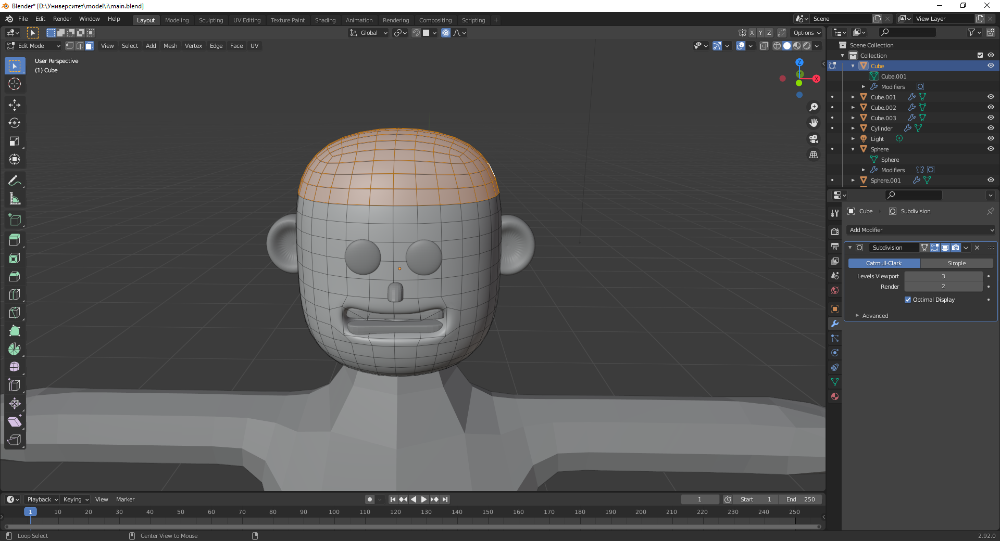 Blender* [D:\Университет\model\i\main.blend]
File Edit Render Window Help
Layout Modeling Sculpting UV Editing Texture Paint Shading Animation Rendering Compositing Scripting +
Scene
View Layer
Global
X Y Z
Options
Edit Mode
View Select Add Mesh Vertex Edge Face UV
User Perspective
(1) Cube
Z
X
Scene Collection
Collection
Cube
Cube.001
Modifiers
Cube.001
Cube.002
Cube.003
Cylinder
Light
Sphere
Sphere
Modifiers
Sphere.001
Cube
Subdivision
Add Modifier
Subdivision
Catmull-Clark Simple
Levels Viewport 3
Render 2
Optimal Display
Advanced
Playback Keying View Marker
1
Start 1
End 250
1 10 20 30 40 50 60 70 80 90 100 110 120 130 140 150 160 170 180 190 200 210 220 230 240 250
Loop Select
Center View to Mouse
2.92.0